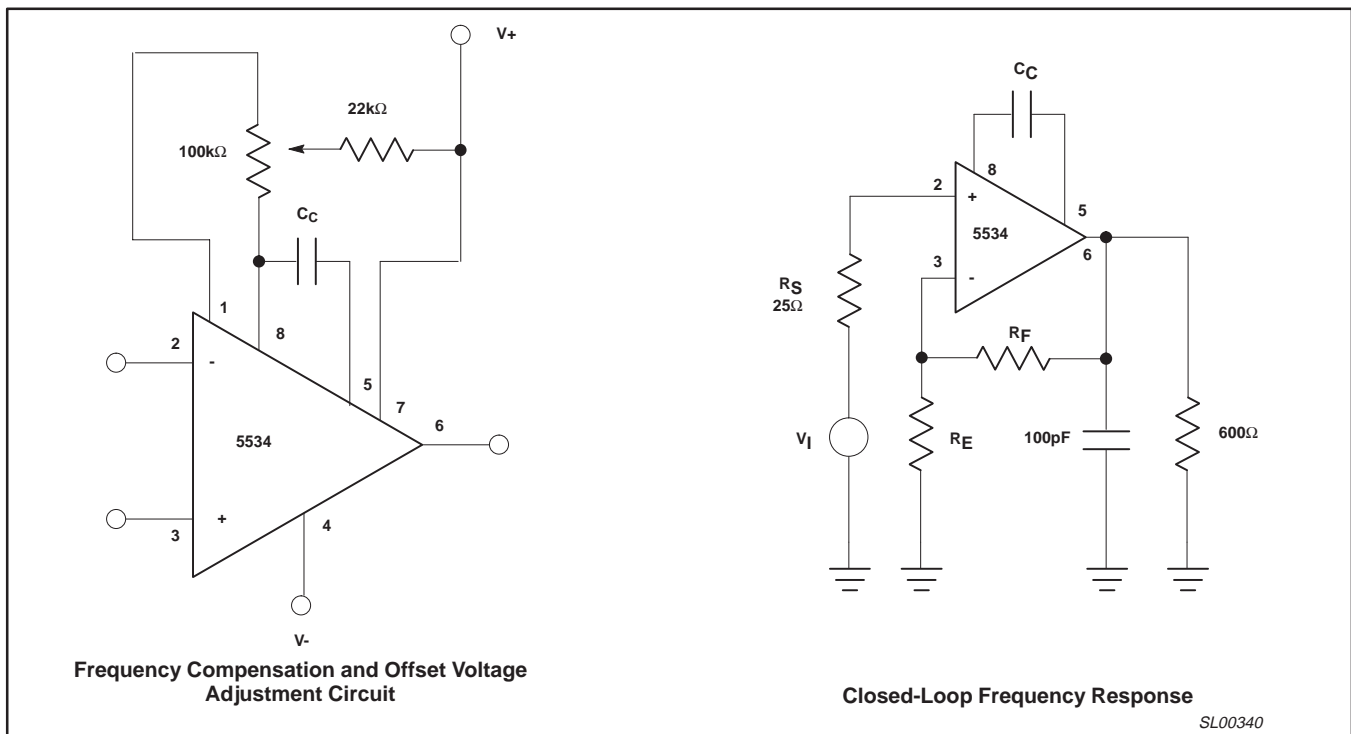 V+
22kΩ
100kΩ
CC
1
8
2
-
5
7
6
5534
+
3
4
V-
Frequency Compensation and Offset Voltage
Adjustment Circuit
CC
8
2
+
5
5534
6
3
-
RS
25Ω
RF
VI
RE
100pF
600Ω
Closed-Loop Frequency Response
SL00340